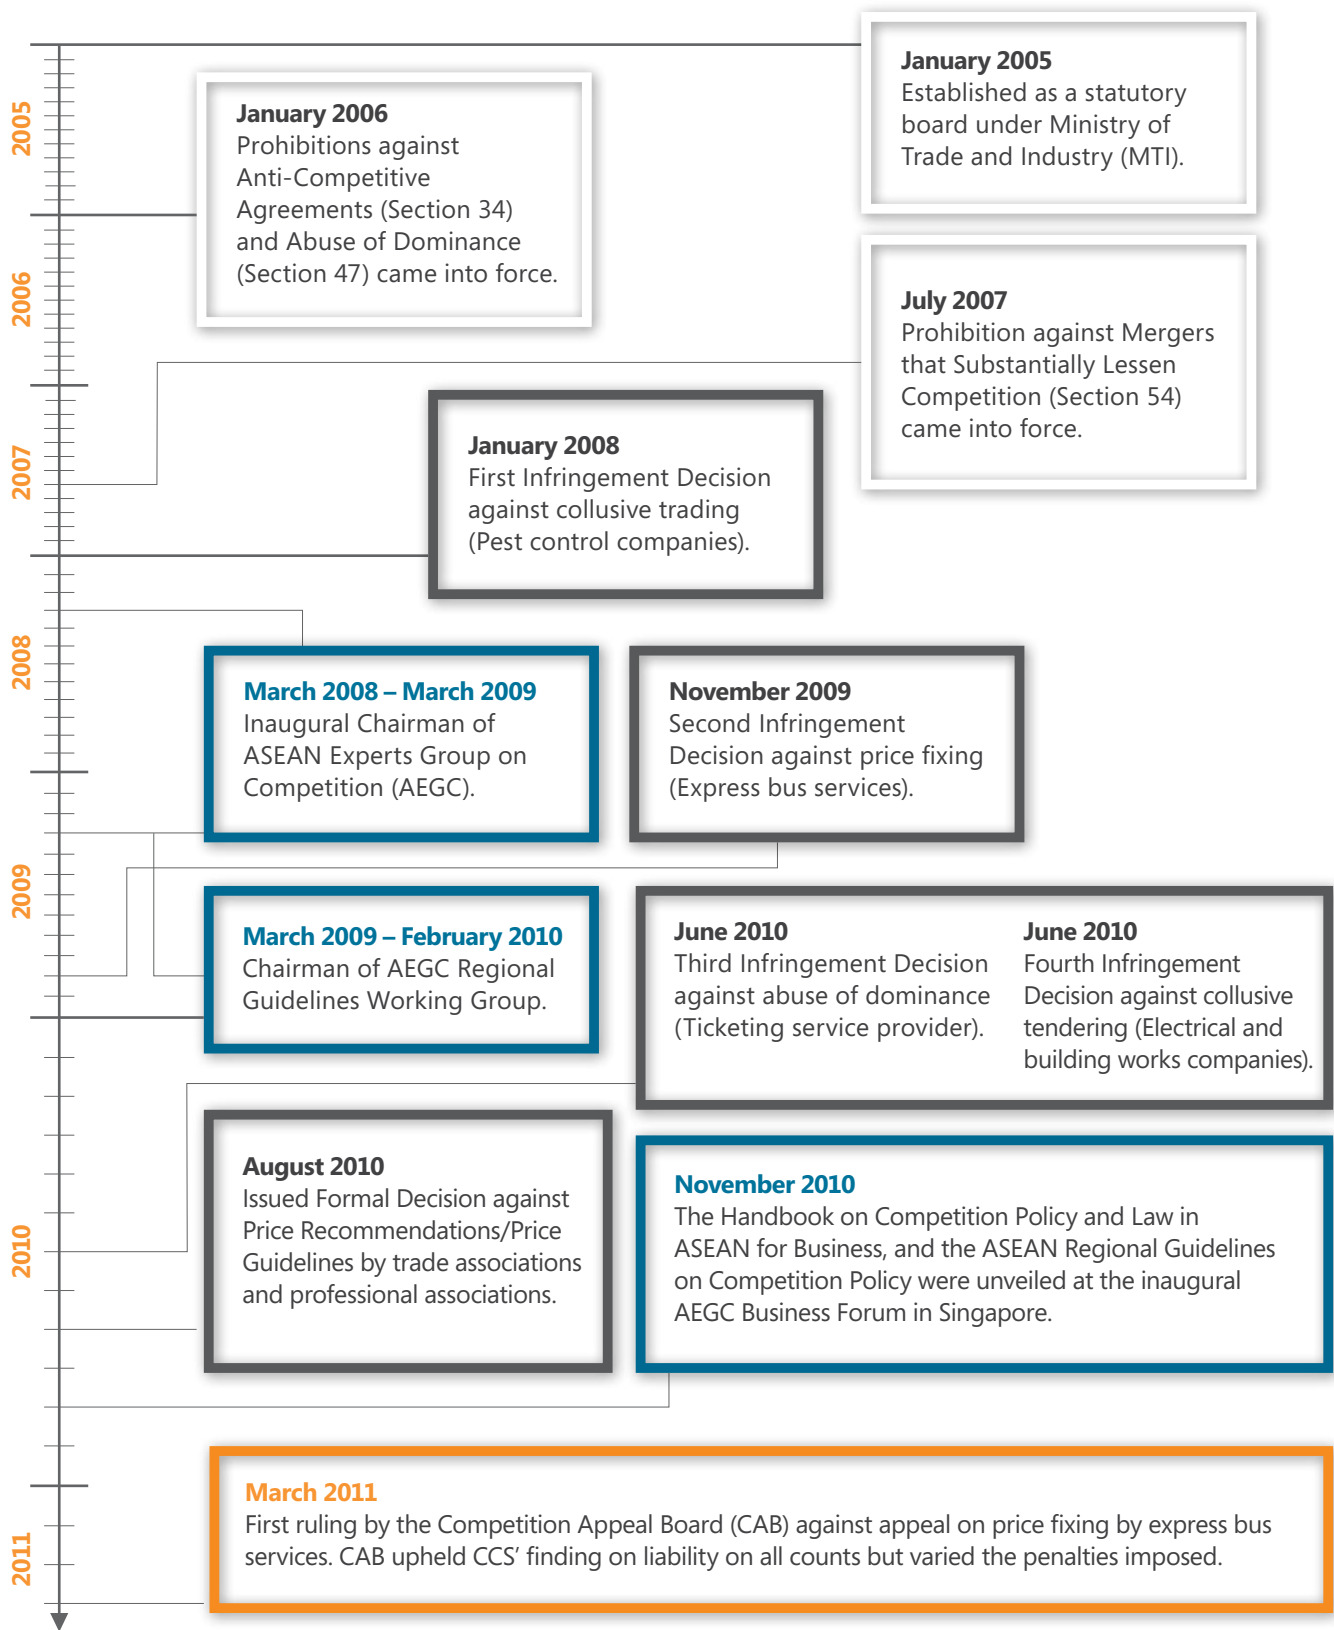 2005
January 2005
Established as a statutory
board under Ministry of
Trade and Industry (MTI).
January 2006
Prohibitions against
Anti-Competitive
Agreements (Section 34)
and Abuse of Dominance
(Section 47) came into force.
2006
July 2007
Prohibition against Mergers
that Substantially Lessen
Competition (Section 54)
came into force.
2007
January 2008
First Infringement Decision
against collusive trading
(Pest control companies).
2008
March 2008 – March 2009
Inaugural Chairman of
ASEAN Experts Group on
Competition (AEGC).
November 2009
Second Infringement
Decision against price fixing
(Express bus services).
2009
March 2009 – February 2010
Chairman of AEGC Regional
Guidelines Working Group.
June 2010
Third Infringement Decision
against abuse of dominance
(Ticketing service provider).
June 2010
Fourth Infringement
Decision against collusive
tendering (Electrical and
building works companies).
2010
August 2010
Issued Formal Decision against
Price Recommendations/Price
Guidelines by trade associations
and professional associations.
November 2010
The Handbook on Competition Policy and Law in
ASEAN for Business, and the ASEAN Regional Guidelines
on Competition Policy were unveiled at the inaugural
AEGC Business Forum in Singapore.
2011
March 2011
First ruling by the Competition Appeal Board (CAB) against appeal on price fixing by express bus
services. CAB upheld CCS’ finding on liability on all counts but varied the penalties imposed.